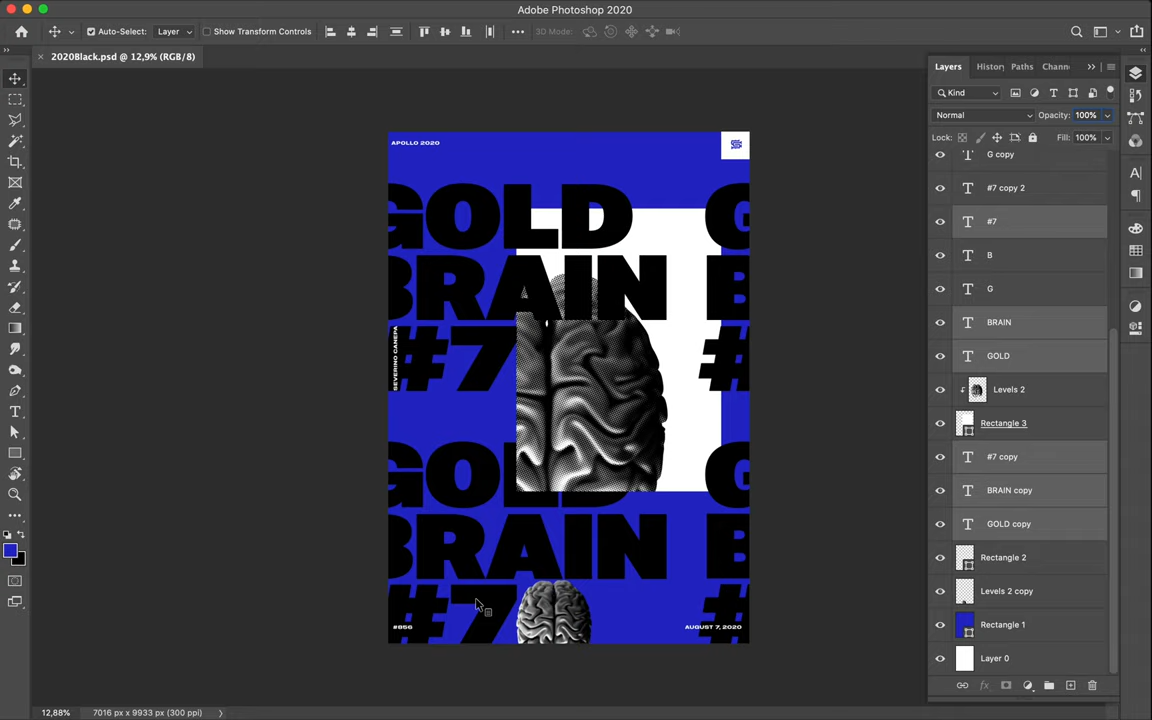 Adobe Photoshop 2020
Auto-Select: Layer Show Transform Controls 3D Mode:
2020Black.psd @ 12,9% (RGB/8)
Layers Histor Paths Chann
Kind
Normal Opacity: 100%
Lock: Fill: 100%
G copy
#7 copy 2
#7
B
G
BRAIN
GOLD
Levels 2
Rectangle 3
#7 copy
BRAIN copy
GOLD copy
Rectangle 2
Levels 2 copy
Rectangle 1
Layer 0
APOLLO 2020
GOLD G
BRAIN B
#7 #
SEVERINO CANEPA
GOLD G
BRAIN B
#7 #
#856 AUGUST 7, 2020
12,88% 7016 px x 9933 px (300 ppi)